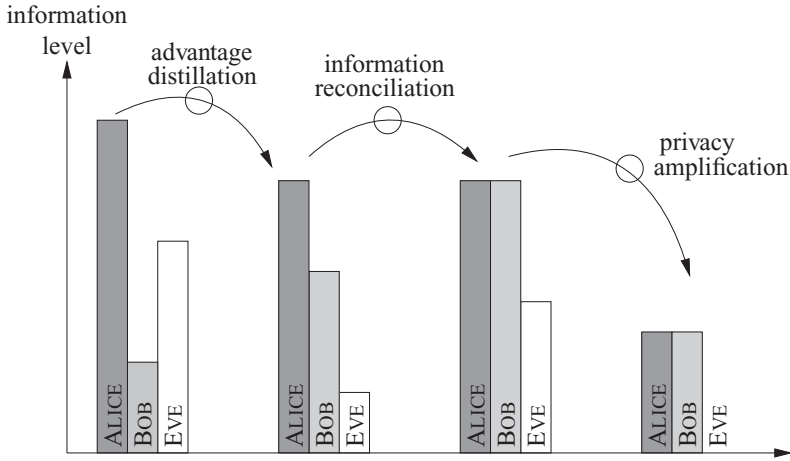 information
level
advantage
distillation
information
reconciliation
privacy
amplification
ALICE
BOB
EVE
ALICE
BOB
EVE
ALICE
BOB
EVE
ALICE
BOB
EVE